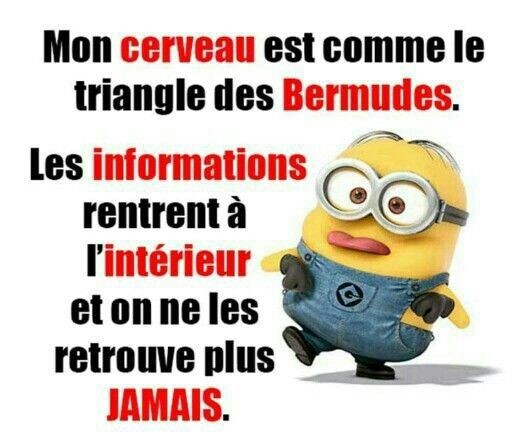 Mon cerveau est comme le
triangle des Bermudes.
Les informations
rentrent à
l'intérieur
et on ne les
retrouve plus
JAMAIS.